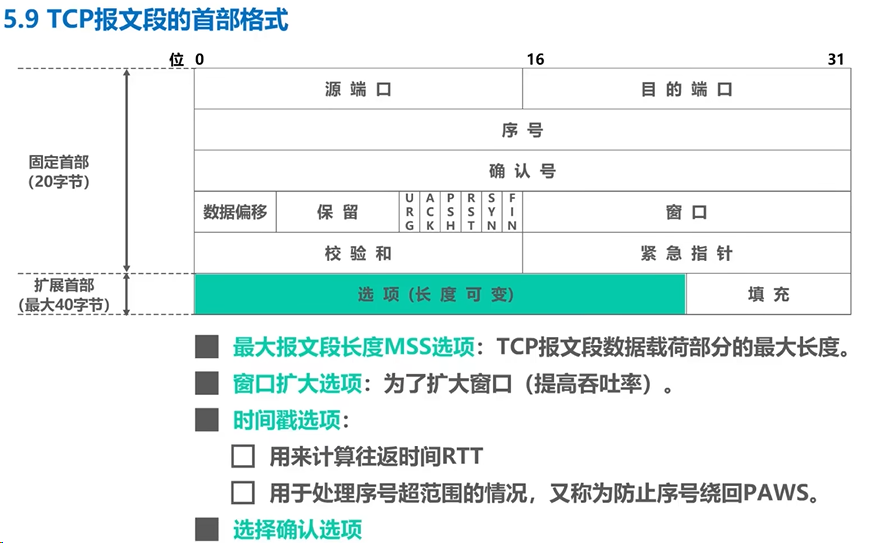 5.9 TCP报文段的首部格式
位 0 16 31
源 端 口 目 的 端 口
序 号
固定首部
(20字节)
确 认 号
数据偏移 保 留 URG ACK PSH RST SYN FIN 窗 口
校 验 和 紧 急 指 针
扩展首部
(最大40字节)
选 项 (长 度 可 变) 填 充
最大报文段长度MSS选项：TCP报文段数据载荷部分的最大长度。
窗口扩大选项：为了扩大窗口（提高吞吐率）。
时间戳选项：
用来计算往返时间RTT
用于处理序号超范围的情况，又称为防止序号绕回PAWS。
选择确认选项